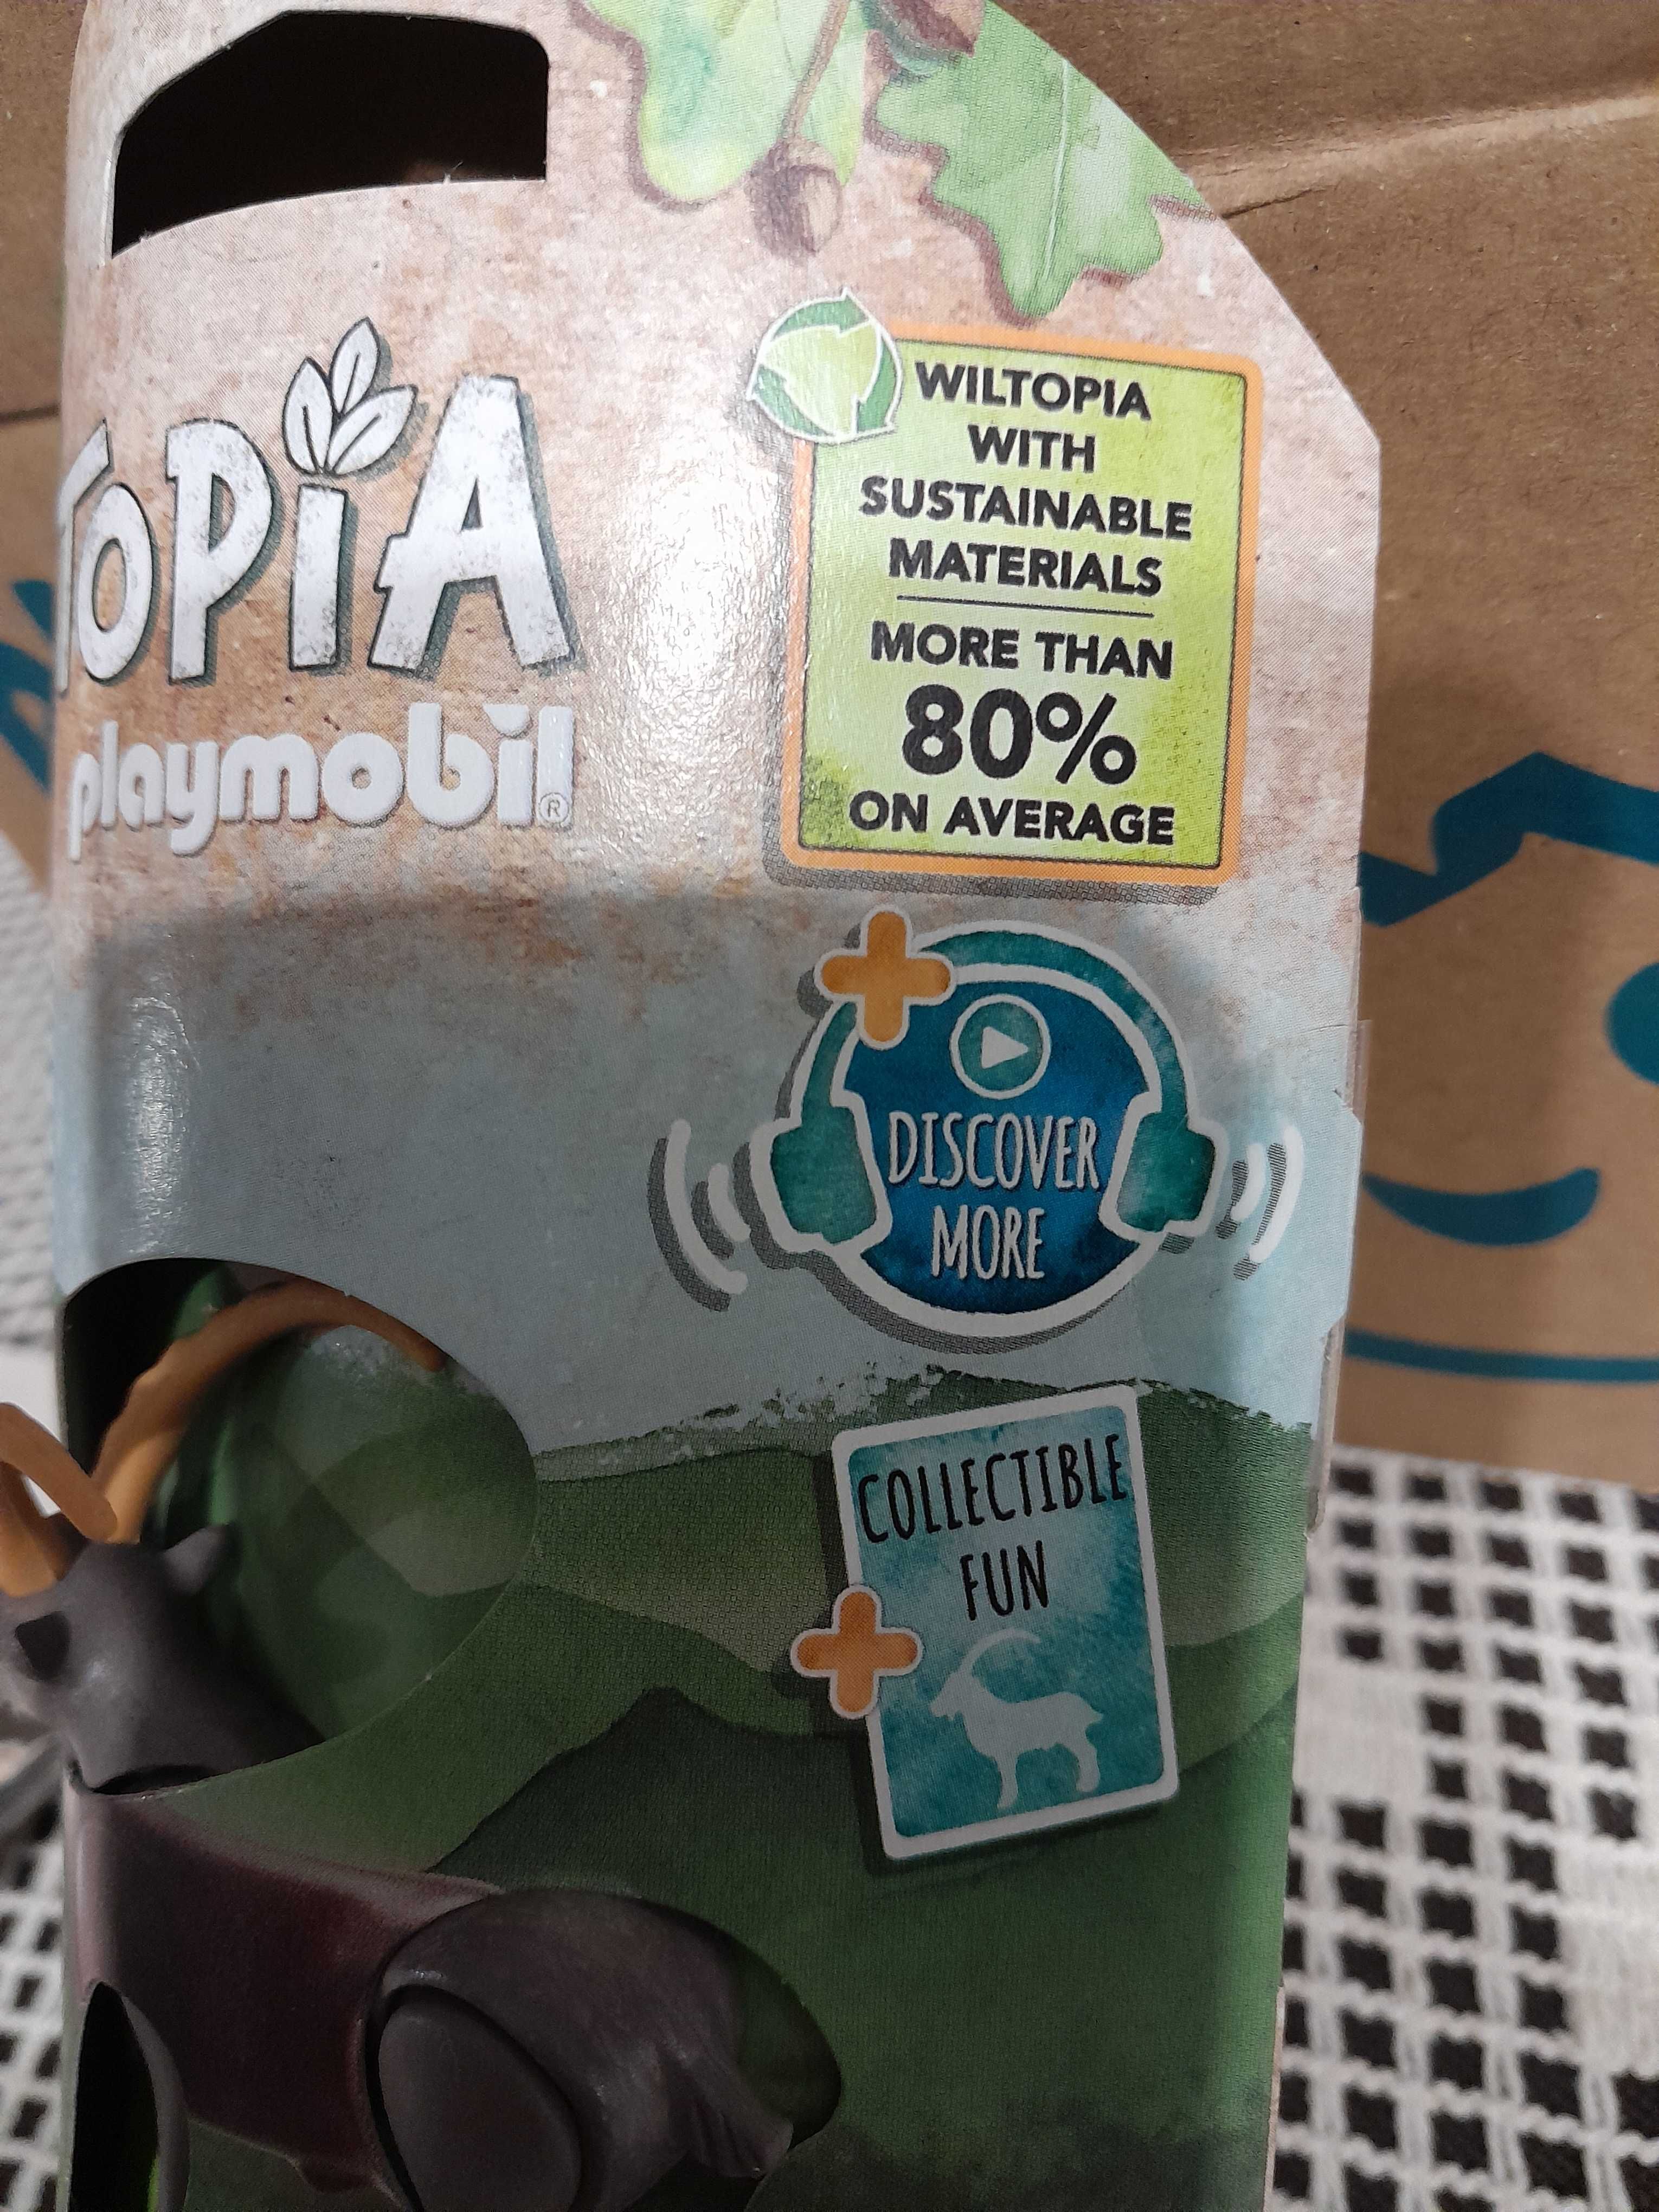 TOPIA
playmobil®
WILTOPIA
WITH
SUSTAINABLE
MATERIALS
MORE THAN
80%
ON AVERAGE
DISCOVER
MORE
COLLECTIBLE
FUN